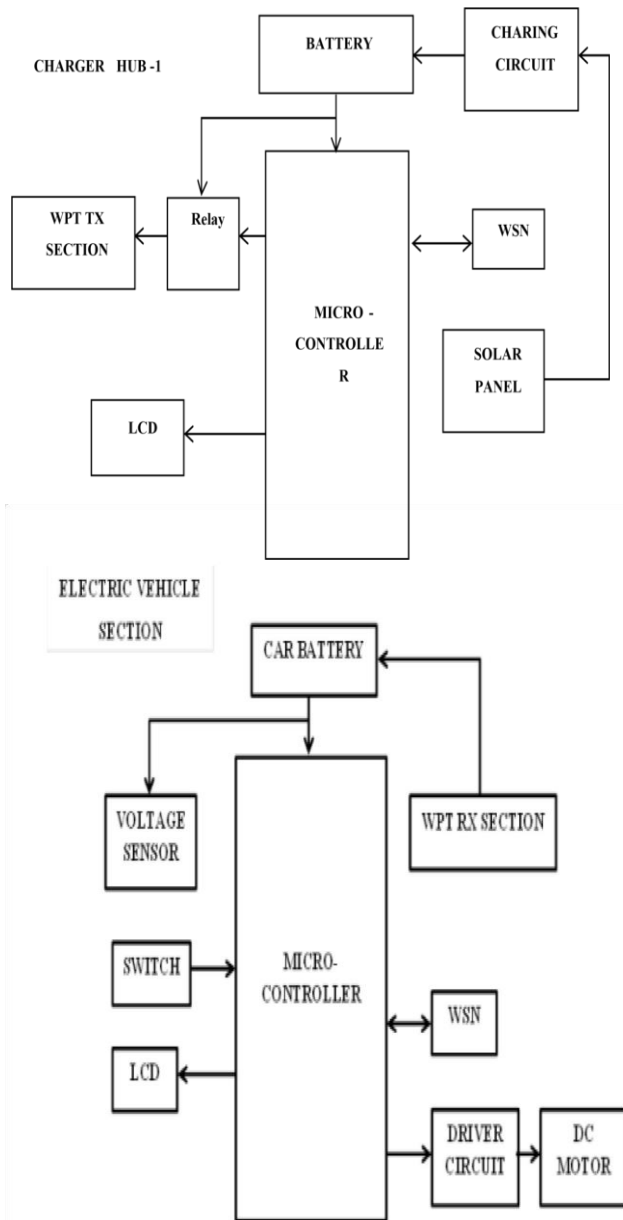 BATTERY
CHARING
CIRCUIT
CHARGER HUB -1
WPT TX
SECTION
Relay
WSN
MICRO -
CONTROLLE
R
SOLAR
PANEL
LCD
ELECTRIC VEHICLE
SECTION
CAR BATTERY
VOLTAGE
SENSOR
WPT RX SECTION
SWITCH
MICRO-
CONTROLLER
WSN
LCD
DRIVER
CIRCUIT
DC
MOTOR